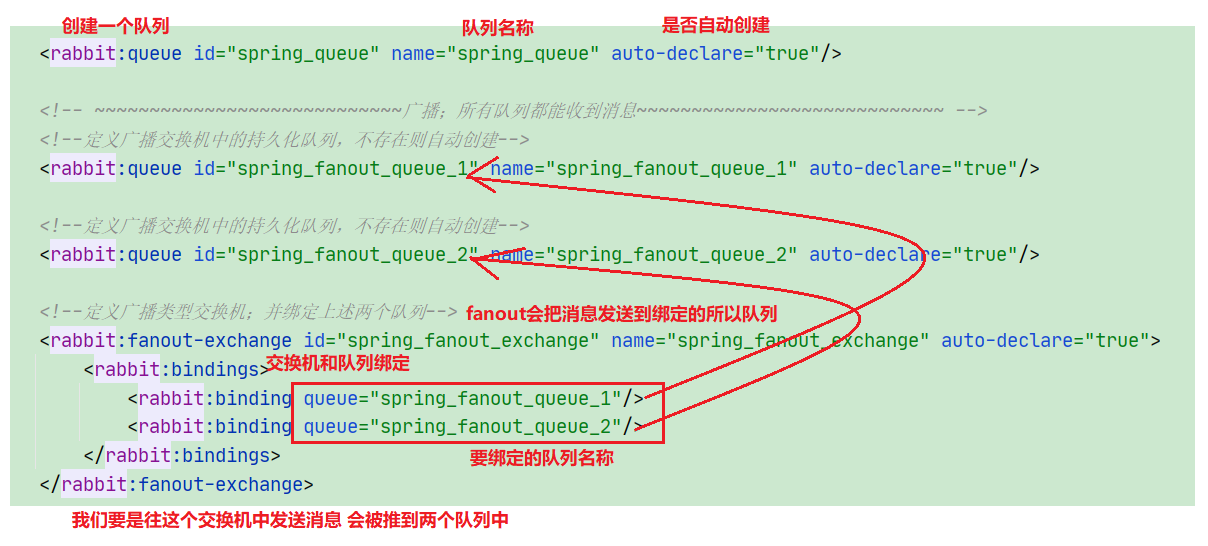 创建一个队列 队列名称 是否自动创建
<rabbit:queue id="spring_queue" name="spring_queue" auto-declare="true"/>
<!-- ~~~~~~~~~~~~~~~~~~~~~~~~~~~~广播；所有队列都能收到消息~~~~~~~~~~~~~~~~~~~~~~~~~~~~ -->
<!--定义广播交换机中的持久化队列，不存在则自动创建-->
<rabbit:queue id="spring_fanout_queue_1" name="spring_fanout_queue_1" auto-declare="true"/>
<!--定义广播交换机中的持久化队列，不存在则自动创建-->
<rabbit:queue id="spring_fanout_queue_2" name="spring_fanout_queue_2" auto-declare="true"/>
<!--定义广播类型交换机；并绑定上述两个队列--> fanout会把消息发送到绑定的所以队列
<rabbit:fanout-exchange id="spring_fanout_exchange" name="spring_fanout_exchange" auto-declare="true">
<rabbit:bindings> 交换机和队列绑定
<rabbit:binding queue="spring_fanout_queue_1"/>
<rabbit:binding queue="spring_fanout_queue_2"/>
</rabbit:bindings> 要绑定的队列名称
</rabbit:fanout-exchange>
我们要是往这个交换机中发送消息 会被推到两个队列中